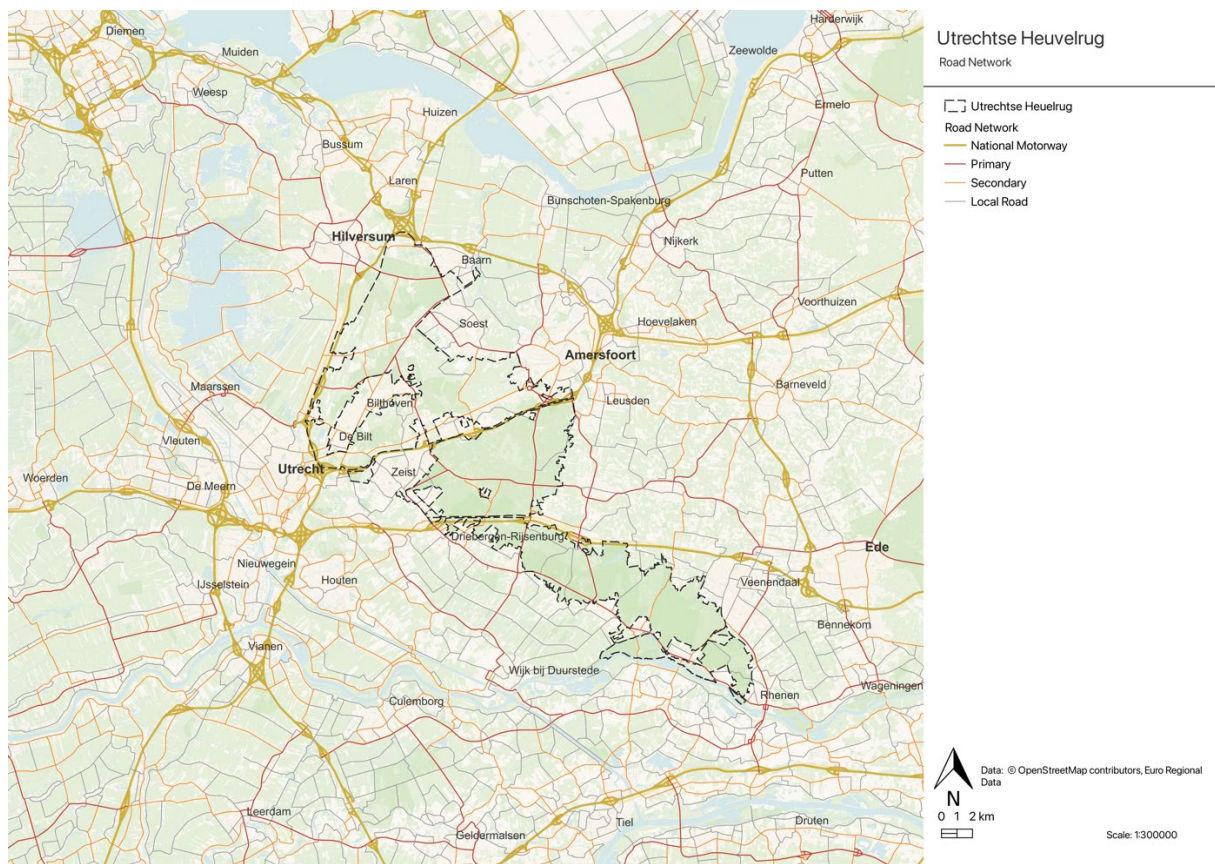 Utrechtse Heuvelrug
Road Network
Utrechtse Heuelrug
Road Network
National Motorway
Primary
Secondary
Local Road
Diemen
Harderwijk
Muiden
Zeewolde
Weesp
Huizen
Ermelo
Bussum
Laren
Putten
Bunschoten-Spakenburg
Hilversum
Nijkerk
Baarn
Voorthuizen
Soest
Hoevelaken
Amersfoort
Maarssen
Barneveld
Bilthoven
Leusden
De Bilt
Vleuten
Utrecht
Zeist
Woerden
De Meern
Driebergen-Rijsenburg
Ede
Nieuwegein
IJsselstein
Houten
Veenendaal
Bennekom
Vianen
Wijk bij Duurstede
Wageningen
Rhenen
Culemborg
Leerdam
Tiel
Druten
Geldermalsen
Data: © OpenStreetMap contributors, Euro Regional
Data
N
0 1 2 km
Scale: 1:300000